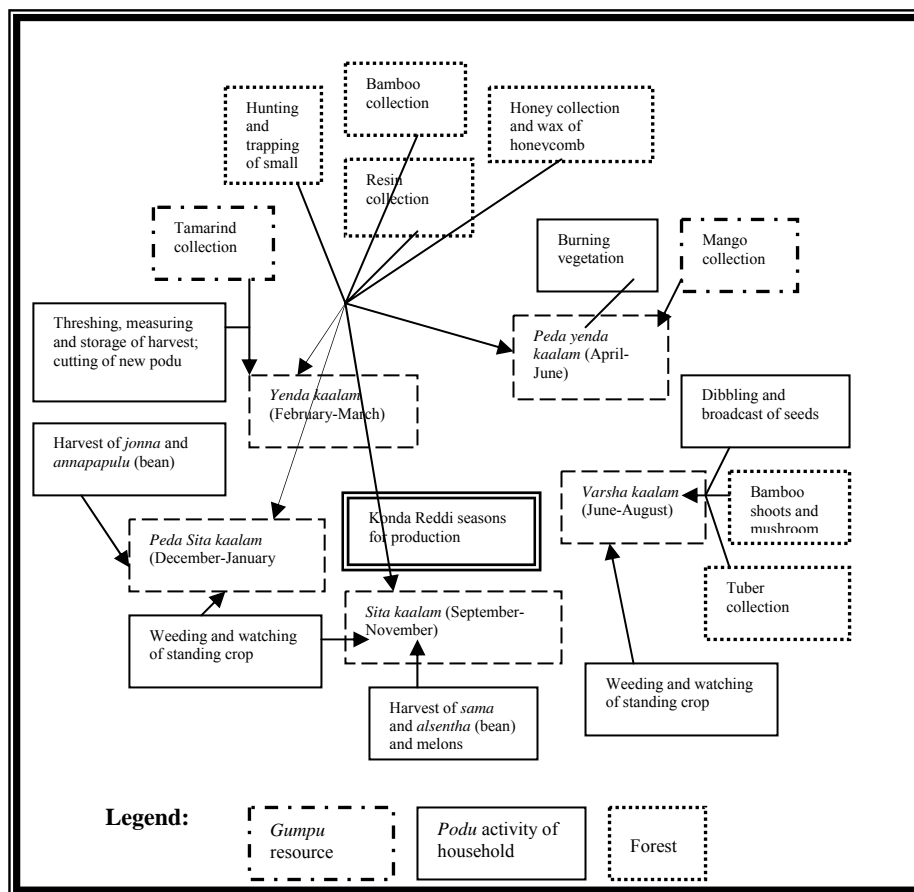 Hunting
and
trapping
of small
Bamboo
collection
Honey collection
and wax of
honeycomb
Resin
collection
Tamarind
collection
Burning
vegetation
Mango
collection
Threshing, measuring
and storage of harvest;
cutting of new podu
Peda yenda
kaalam (April-
June)
Yenda kaalam
(February-March)
Dibbling and
broadcast of seeds
Harvest of jonna and
annapapulu (bean)
Varsha kaalam
(June-August)
Bamboo
shoots and
mushroom
Peda Sita kaalam
(December-January
Konda Reddi seasons
for production
Tuber
collection
Sita kaalam (September-
November)
Weeding and watching
of standing crop
Weeding and watching
of standing crop
Harvest of sama
and alsentha (bean)
and melons
Legend:
Gumpu
resource
Podu activity of
household
Forest